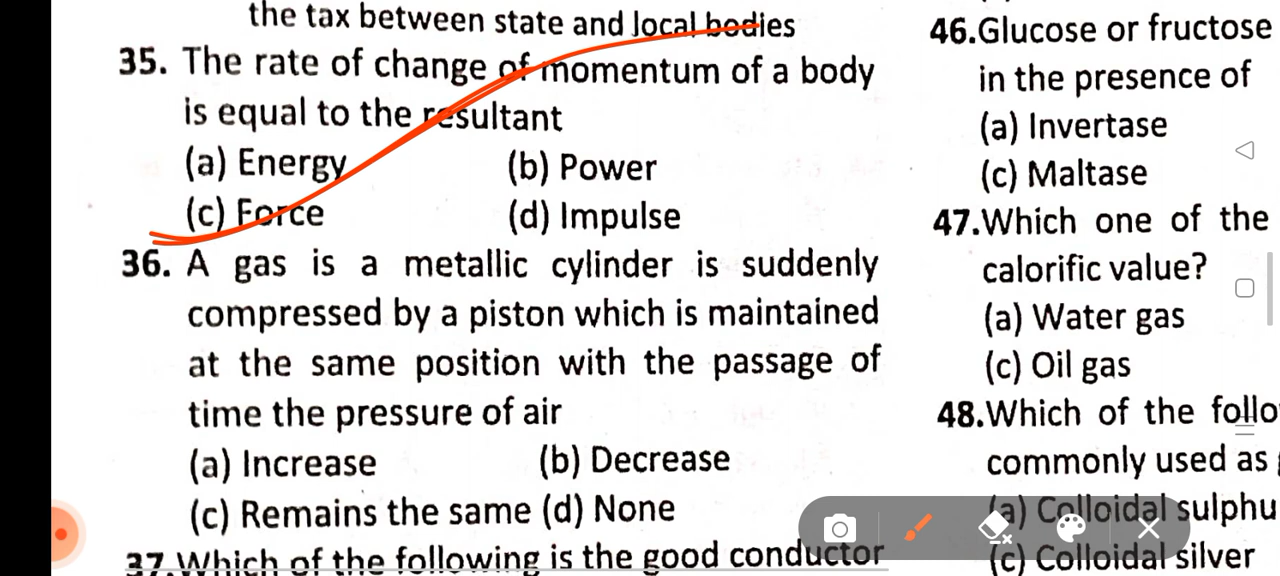 the tax between state and local bodies
35. The rate of change of momentum of a body
is equal to the resultant
(a) Energy (b) Power
(c) Force (d) Impulse
36. A gas is a metallic cylinder is suddenly
compressed by a piston which is maintained
at the same position with the passage of
time the pressure of air
(a) Increase (b) Decrease
(c) Remains the same (d) None
37. Which of the following is the good conductor
46. Glucose or fructose
in the presence of
(a) Invertase
(c) Maltase
47. Which one of the
calorific value?
(a) Water gas
(c) Oil gas
48. Which of the follo
commonly used as
(a) Colloidal sulphu
(c) Colloidal silver